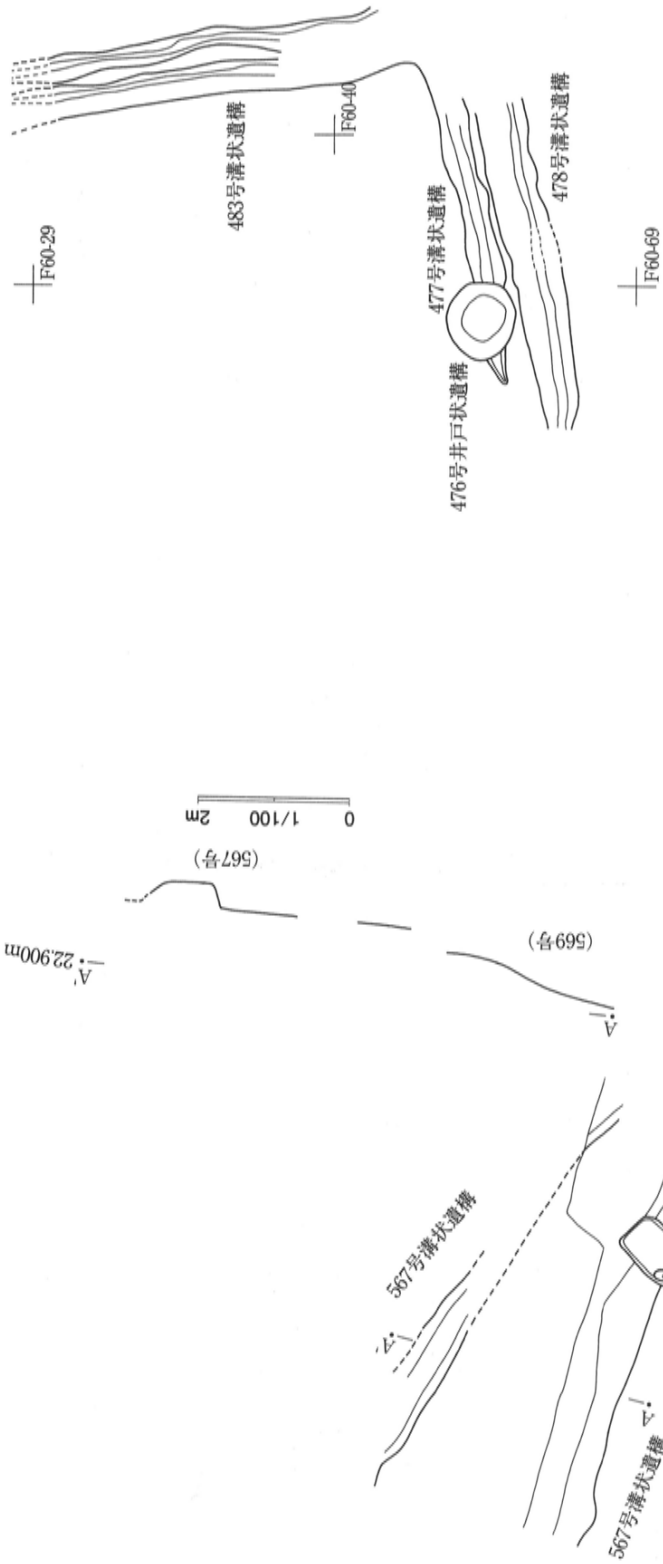 F60-29
483号溝状遺構
F60-40
477号溝状遺構
478号溝状遺構
476号井戸状遺構
F60-69
0 1/100 2m
(567号)
A' 22.900m
(569号)
A
567号溝状遺構
A'
A
567号溝状遺構